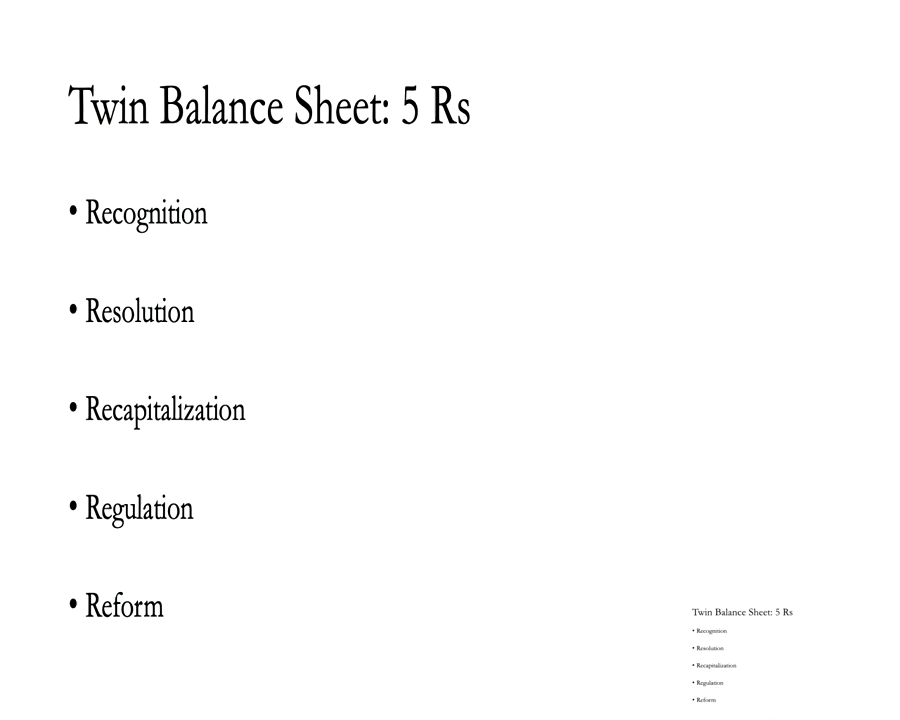 Twin Balance Sheet: 5 Rs
• Recognition
• Resolution
• Recapitalization
• Regulation
• Reform
Twin Balance Sheet: 5 Rs
• Recognition
• Resolution
• Recapitalization
• Regulation
• Reform